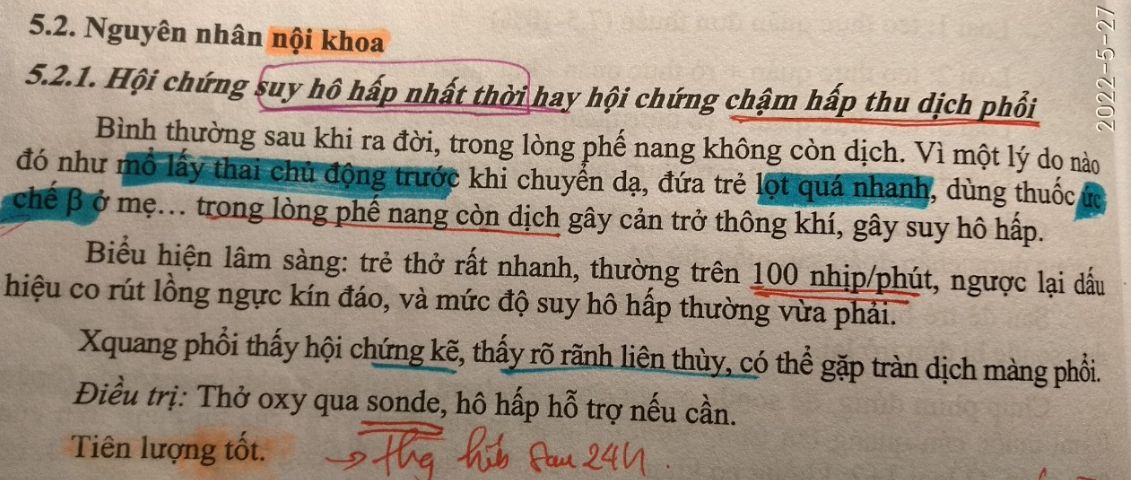 5.2. Nguyên nhân nội khoa
5.2.1. Hội chứng suy hô hấp nhất thời hay hội chứng chậm hấp thu dịch phổi
Bình thường sau khi ra đời, trong lòng phế nang không còn dịch. Vì một lý do nào
đó như mổ lấy thai chủ động trước khi chuyển dạ, đứa trẻ lọt quá nhanh, dùng thuốc ức
chế β ở mẹ... trong lòng phế nang còn dịch gây cản trở thông khí, gây suy hô hấp.
Biểu hiện lâm sàng: trẻ thở rất nhanh, thường trên 100 nhịp/phút, ngược lại dấu
hiệu co rút lồng ngực kín đáo, và mức độ suy hô hấp thường vừa phải.
Xquang phổi thấy hội chứng kẽ, thấy rõ rãnh liên thùy, có thể gặp tràn dịch màng phổi.
Điều trị: Thở oxy qua sonde, hô hấp hỗ trợ nếu cần.
Tiên lượng tốt.
sau 24h.
2022-5-27